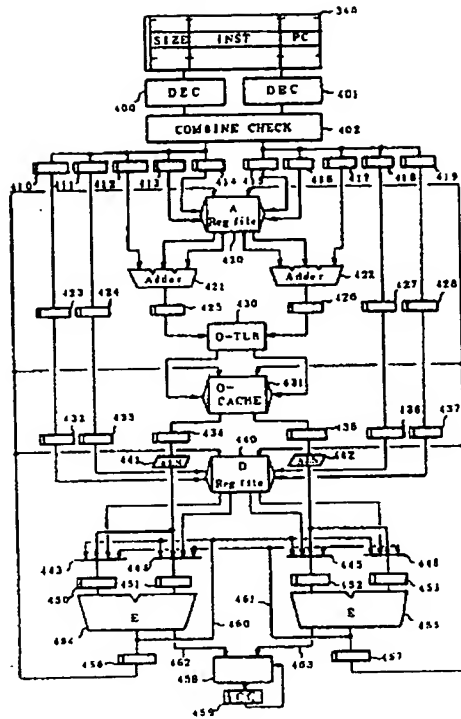 340
SIZE INST PC
400 DEC DEC 401
COMBINE CHECK 402
410 411 412 413 414 415 416 417 418 419
A
Reg file
420
Adder Adder
421 422
423 424 425 426 427 428
430
O-TLB
O-
CACHE 431
432 433 434 435 436 437
441 ALN 440 ALN 442
D
Reg file
443 445 448
450 451 452 453
461
E E
454 460 455
456 462 463 457
458
459